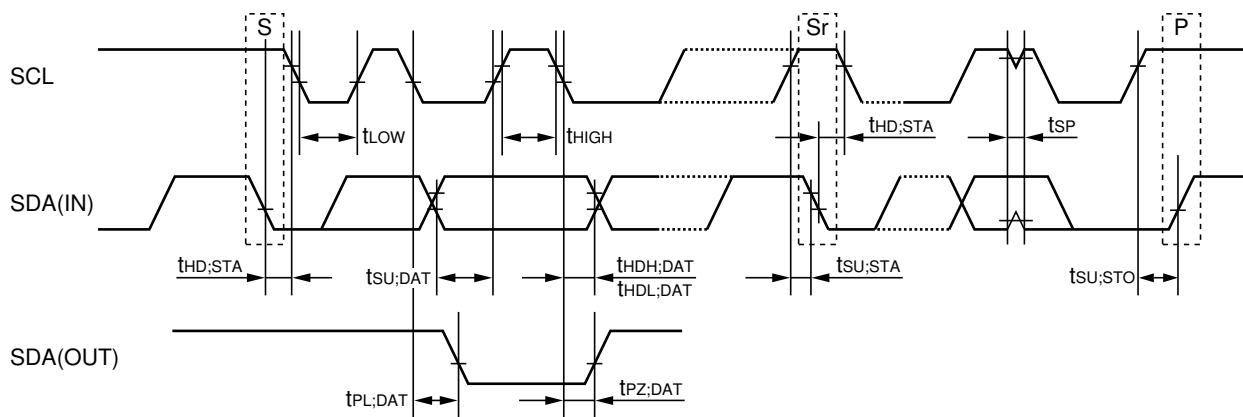 S Sr P
SCL
tLOW tHIGH tHD;STA tSP
SDA(IN)
tHD;STA tSU;DAT tHDH;DAT tSU;STA tSU;STO
tHDL;DAT
SDA(OUT)
tPL;DAT tPZ;DAT